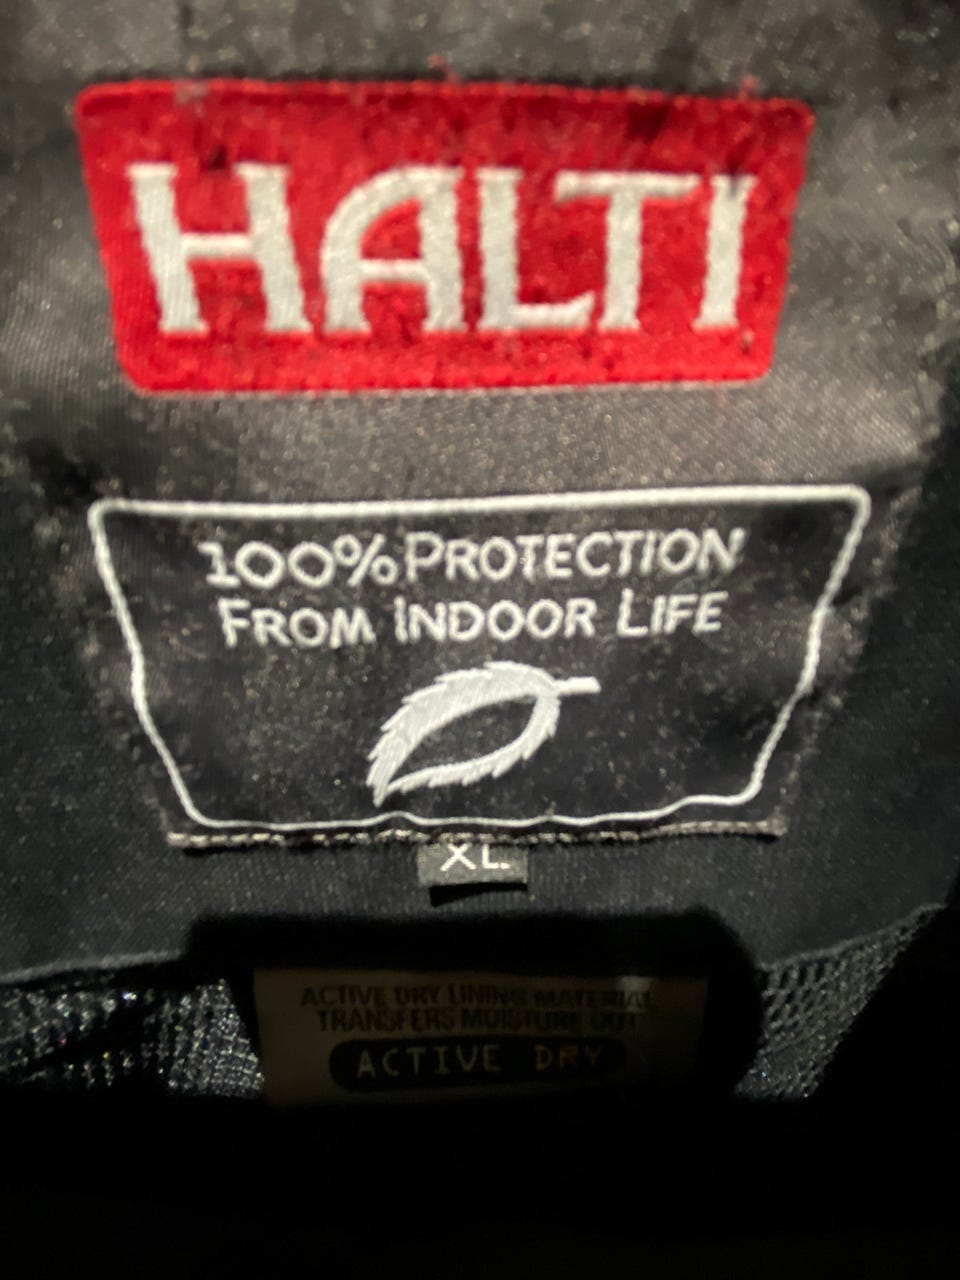 HALTI
100% PROTECTION
FROM INDOOR LIFE
XL
ACTIVE DRY LINING MATERIAL
TRANSFERS MOISTURE OUT
ACTIVE DRY